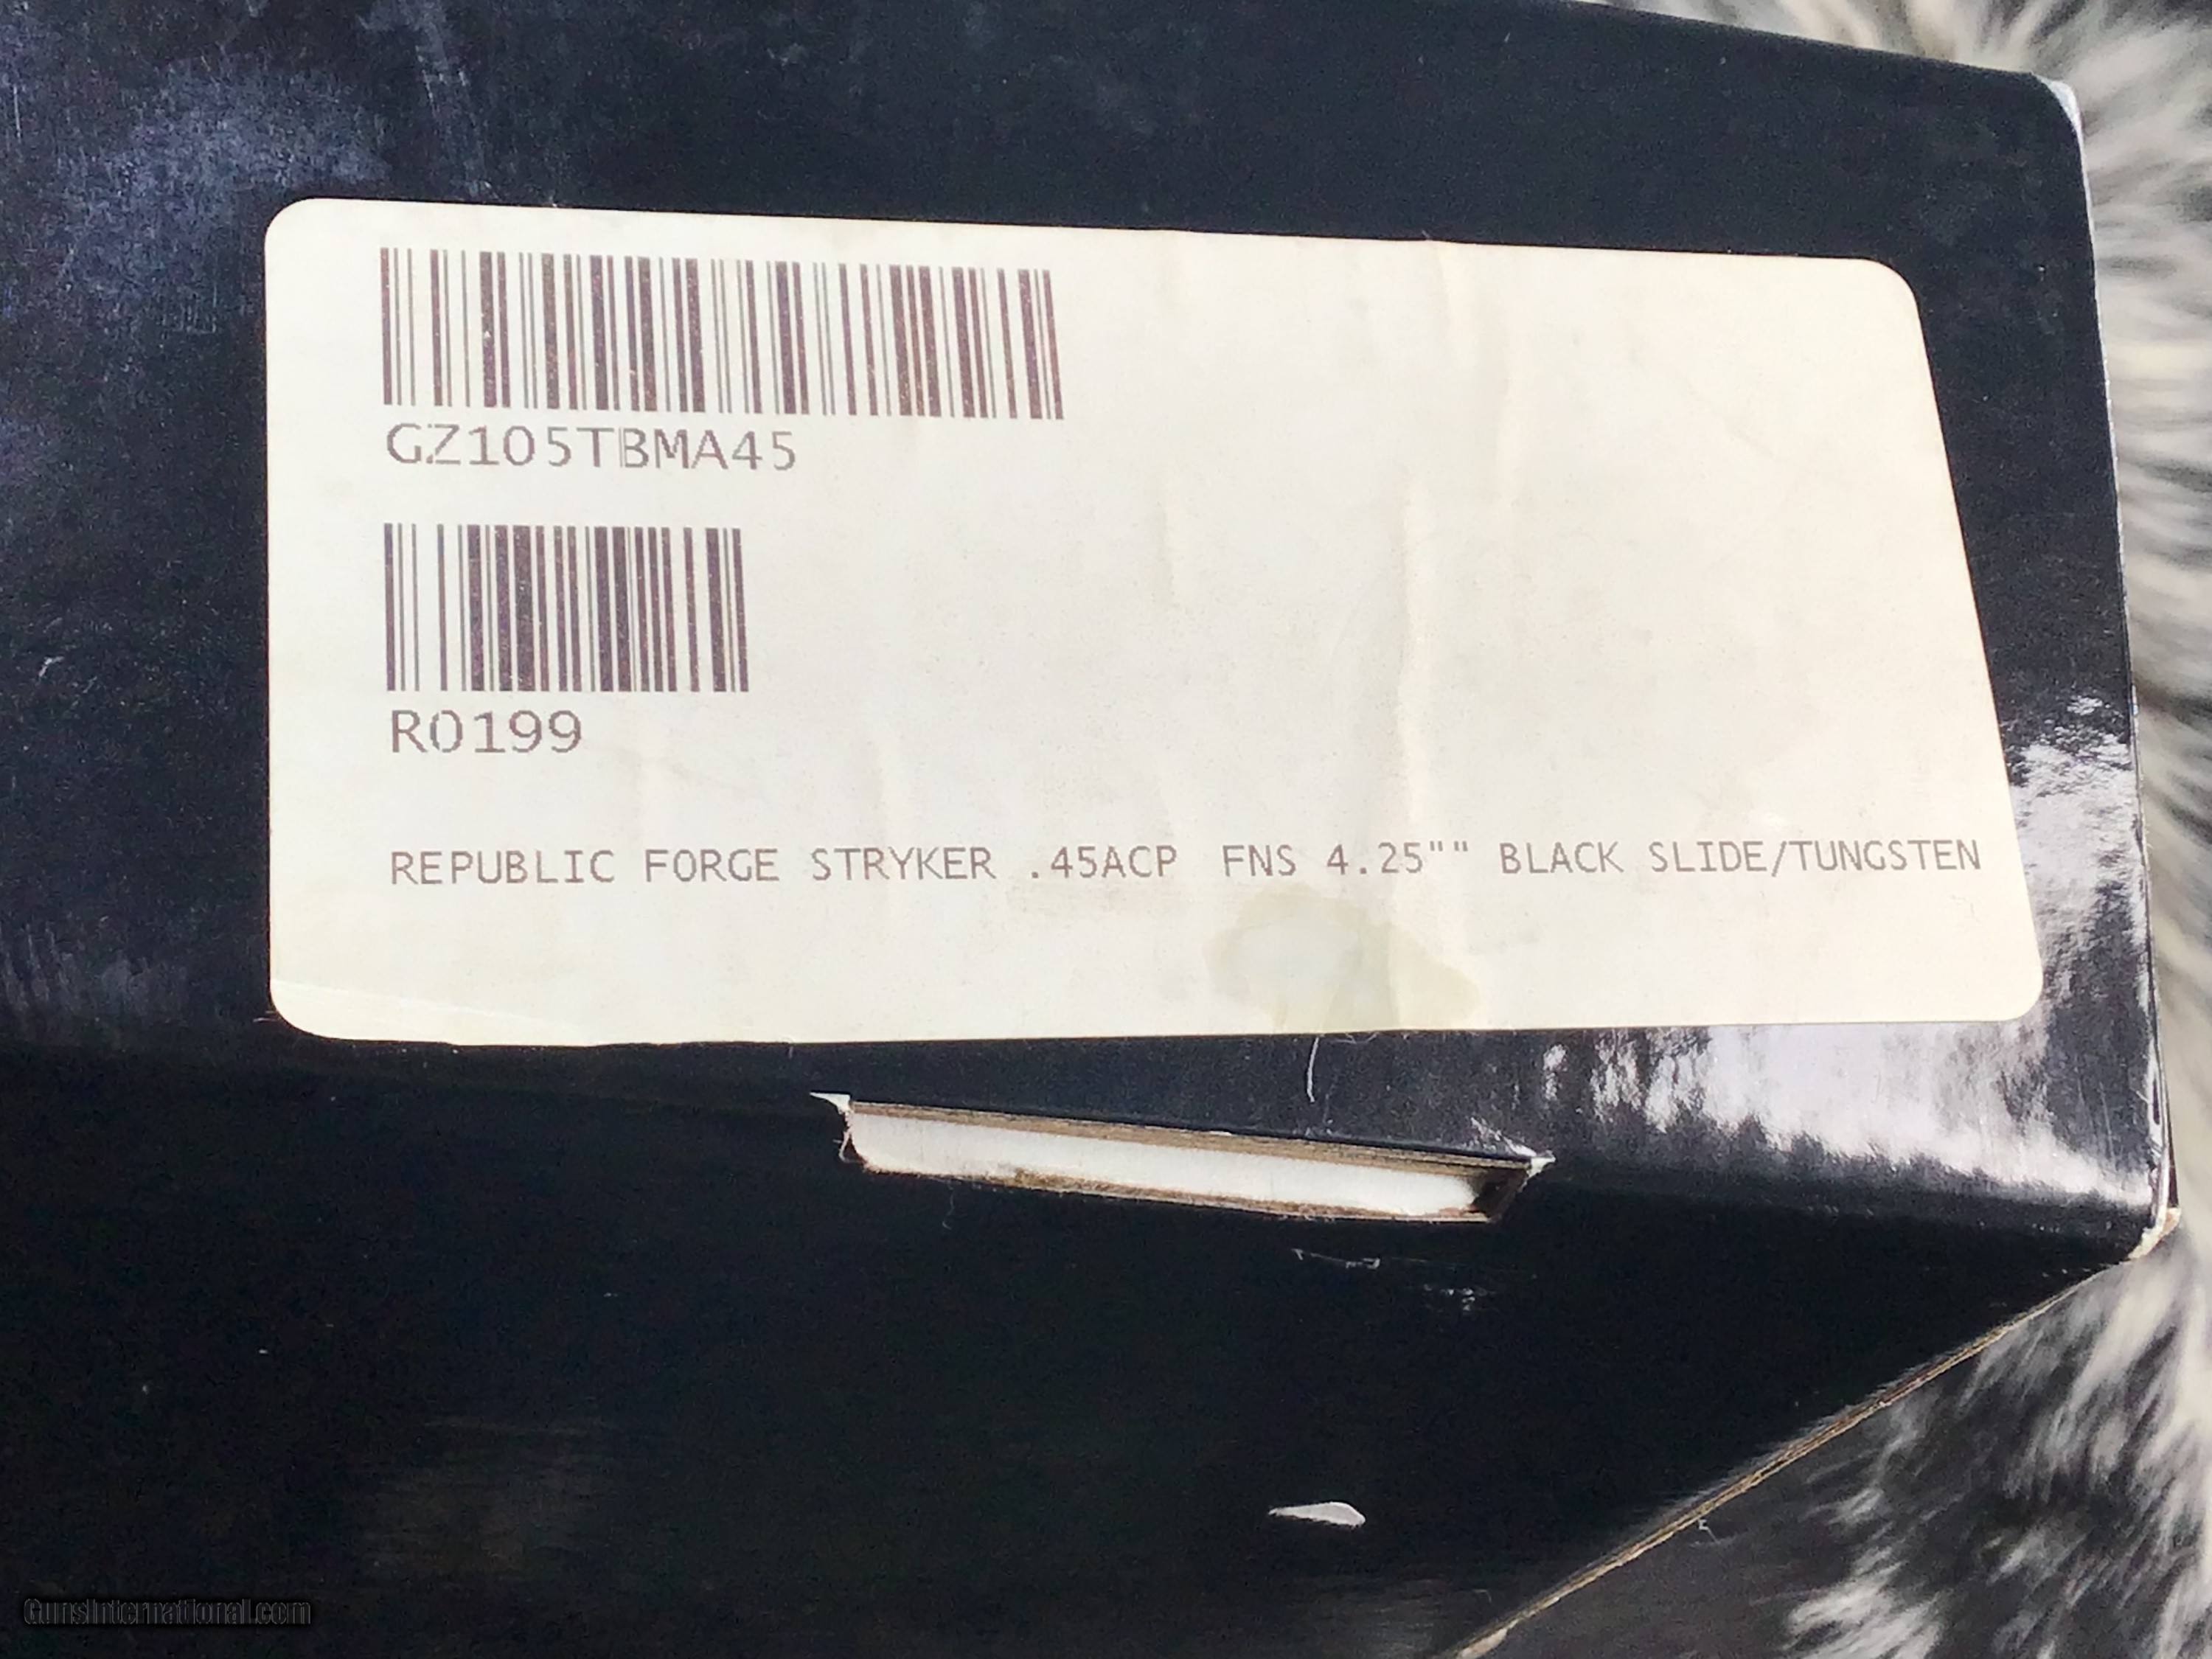 GZ105TBMA45
R0199
REPUBLIC FORGE STRYKER .45ACP FNS 4.25"" BLACK SLIDE/TUNGSTEN
GunsInternational.com